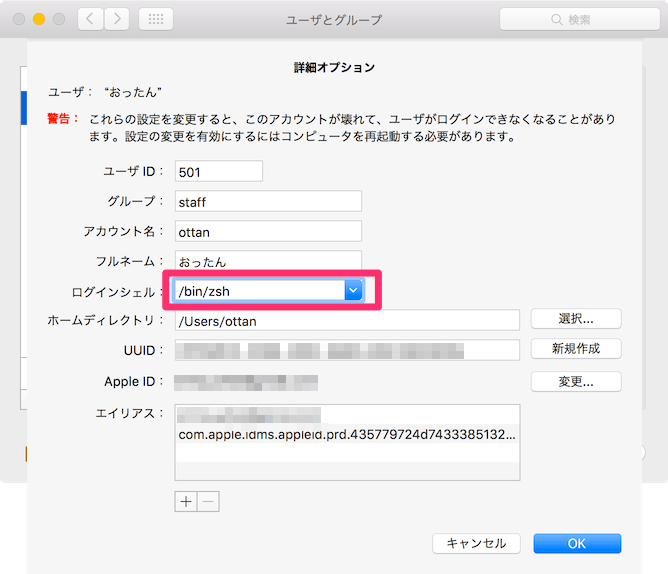 ユーザとグループ
検索
詳細オプション
ユーザ： “おったん”
警告： これらの設定を変更すると、このアカウントが壊れて、ユーザがログインできなくなることがあり
ます。設定の変更を有効にするにはコンピュータを再起動する必要があります。
ユーザ ID： 501
グループ： staff
アカウント名： ottan
フルネーム： おったん
ログインシェル： /bin/zsh
ホームディレクトリ： /Users/ottan 選択...
UUID： 新規作成
Apple ID： 変更...
エイリアス：
com.apple.idms.appleid.prd.435779724d7433385132...
+ −
キャンセル OK